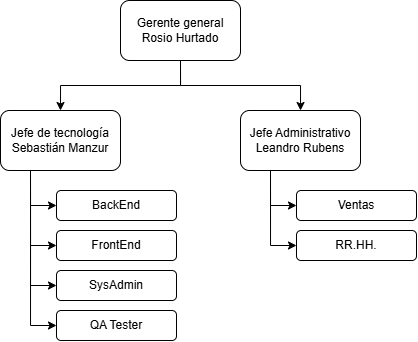 Gerente general
Rosio Hurtado
Jefe de tecnología
Sebastián Manzur
Jefe Administrativo
Leandro Rubens
BackEnd
FrontEnd
SysAdmin
QA Tester
Ventas
RR.HH.